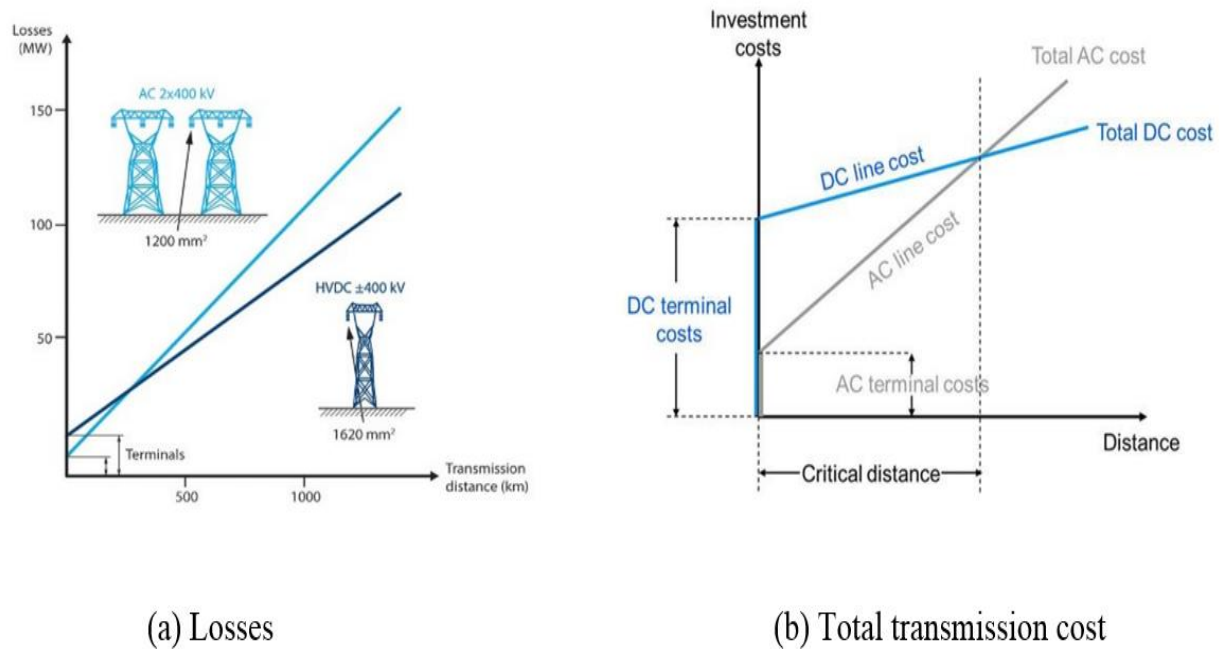 Losses
(MW)
150
100
50
AC 2x400 kV
1200 mm²
HVDC ±400 kV
1620 mm²
Terminals
500
1000
Transmission
distance (km)
(a) Losses
Investment
costs
Total AC cost
Total DC cost
DC line cost
AC line cost
DC terminal
costs
AC terminal costs
Distance
Critical distance
(b) Total transmission cost